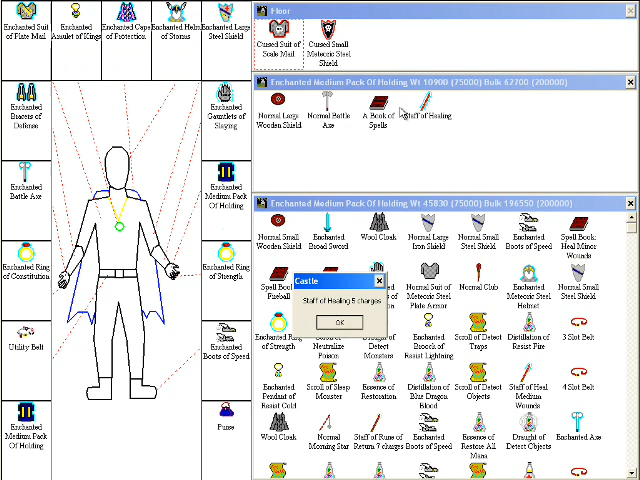 Enchanted Suit
of Plate Mail
Enchanted
Amulet of Kings
Enchanted Cape
of Protection
Enchanted Helm
of Storms
Enchanted Large
Steel Shield
Enchanted
Bracers of
Defense
Enchanted
Gauntlets of
Slaying
Enchanted
Battle Axe
Enchanted
Medium Pack
Of Holding
Enchanted Ring
of Constitution
Enchanted Ring
of Strength
Utility Belt
Enchanted
Boots of Speed
Enchanted
Medium Pack
Of Holding
Purse
Floor
Cursed Suit of
Scale Mail
Cursed Small
Meteoric Steel
Shield
Enchanted Medium Pack Of Holding Wt 10900 (75000) Bulk 62700 (200000)
Normal Large
Wooden Shield
Normal Battle
Axe
A Book of
Spells
Staff of Healing
Enchanted Medium Pack Of Holding Wt 45830 (75000) Bulk 196550 (200000)
Normal Small
Wooden Shield
Enchanted
Broad Sword
Wool Cloak
Normal Large
Iron Shield
Normal Small
Steel Shield
Enchanted
Boots of Speed
Spell Book:
Heal Minor
Wounds
Spell Book
Fireball
Normal Suit of
Meteoric Steel
Plate Armor
Normal Club
Enchanted
Meteoric Steel
Helmet
Spell Book:
Resist Cold
Castle
Staff of Healing 5 charges
OK
Enchanted Ring
of Strength
Neutralize
Poison
of Detect
Monsters
Enchanted
Brooch of
Resist Lightning
Scroll of Detect
Traps
Distillation of
Resist Fire
3 Slot Belt
Enchanted
Pendant of
Resist Cold
Scroll of Sleep
Monster
Essence of
Restoration
Distillation of
Blue Dragon
Blood
Scroll of Detect
Objects
Staff of Heal
Medium
Wounds
4 Slot Belt
Wool Cloak
Normal
Morning Star
Staff of Rune of
Return 7 charges
Enchanted
Boots of Speed
Essence of
Restore All
Mana
Draught of
Detect Objects
Enchanted Axe